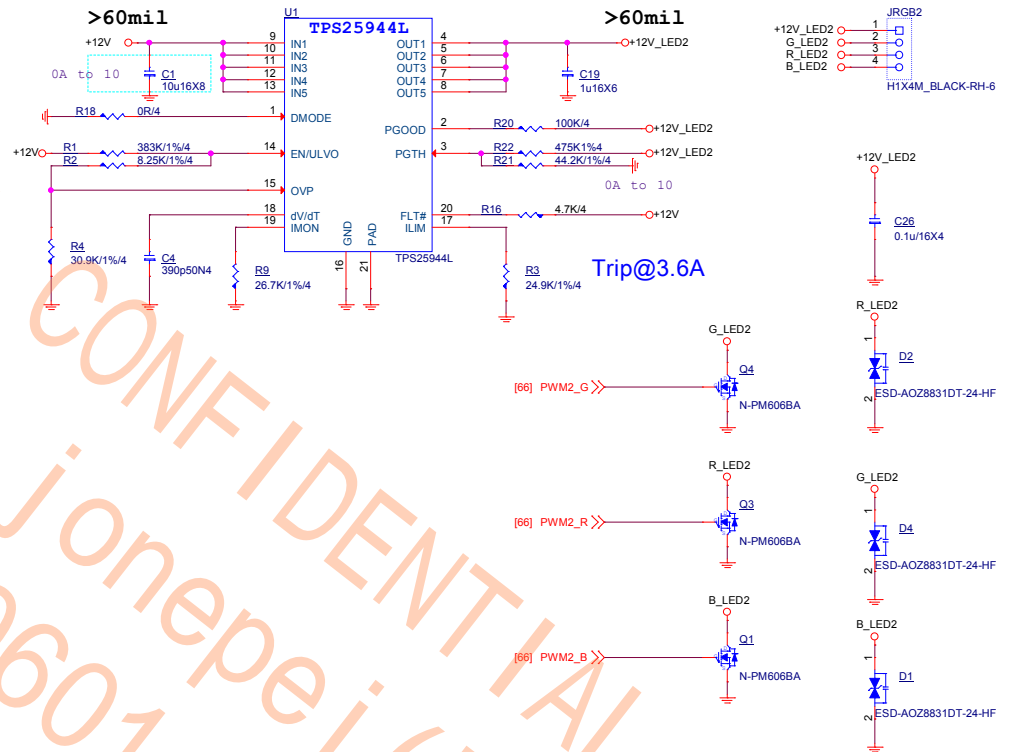 >60mil
U1
TPS25944L
>60mil
JRGB2
+12V
9
IN1
10
IN2
11
IN3
12
IN4
13
IN5
4
OUT1
5
OUT2
6
OUT3
7
OUT4
8
OUT5
+12V_LED2
+12V_LED2
1
G_LED2
2
R_LED2
3
B_LED2
4
H1X4M_BLACK-RH-6
0A to 10
C1
10u16X8
C19
1u16X6
R18
0R/4
1
DMODE
PGOOD
2
R20
100K/4
+12V_LED2
+12V
R1
383K/1%/4
14
EN/ULVO
R2
8.25K/1%/4
PGTH
3
R22
475K1%4
+12V_LED2
R21
44.2K/1%/4
0A to 10
15
OVP
18
dV/dT
19
IMON
GND
PAD
16
21
FLT#
20
ILIM
17
R16
4.7K/4
+12V
TPS25944L
R4
30.9K/1%/4
C4
390p50N4
R9
26.7K/1%/4
R3
24.9K/1%/4
Trip@3.6A
+12V_LED2
C26
0.1u/16X4
G_LED2
[66] PWM2_G
Q4
N-PM606BA
R_LED2
1
D2
2
ESD-AOZ8831DT-24-HF
R_LED2
[66] PWM2_R
Q3
N-PM606BA
G_LED2
1
D4
2
ESD-AOZ8831DT-24-HF
B_LED2
[66] PWM2_B
Q1
N-PM606BA
B_LED2
1
D1
2
ESD-AOZ8831DT-24-HF
CONFIDENTIAL
jonepei(